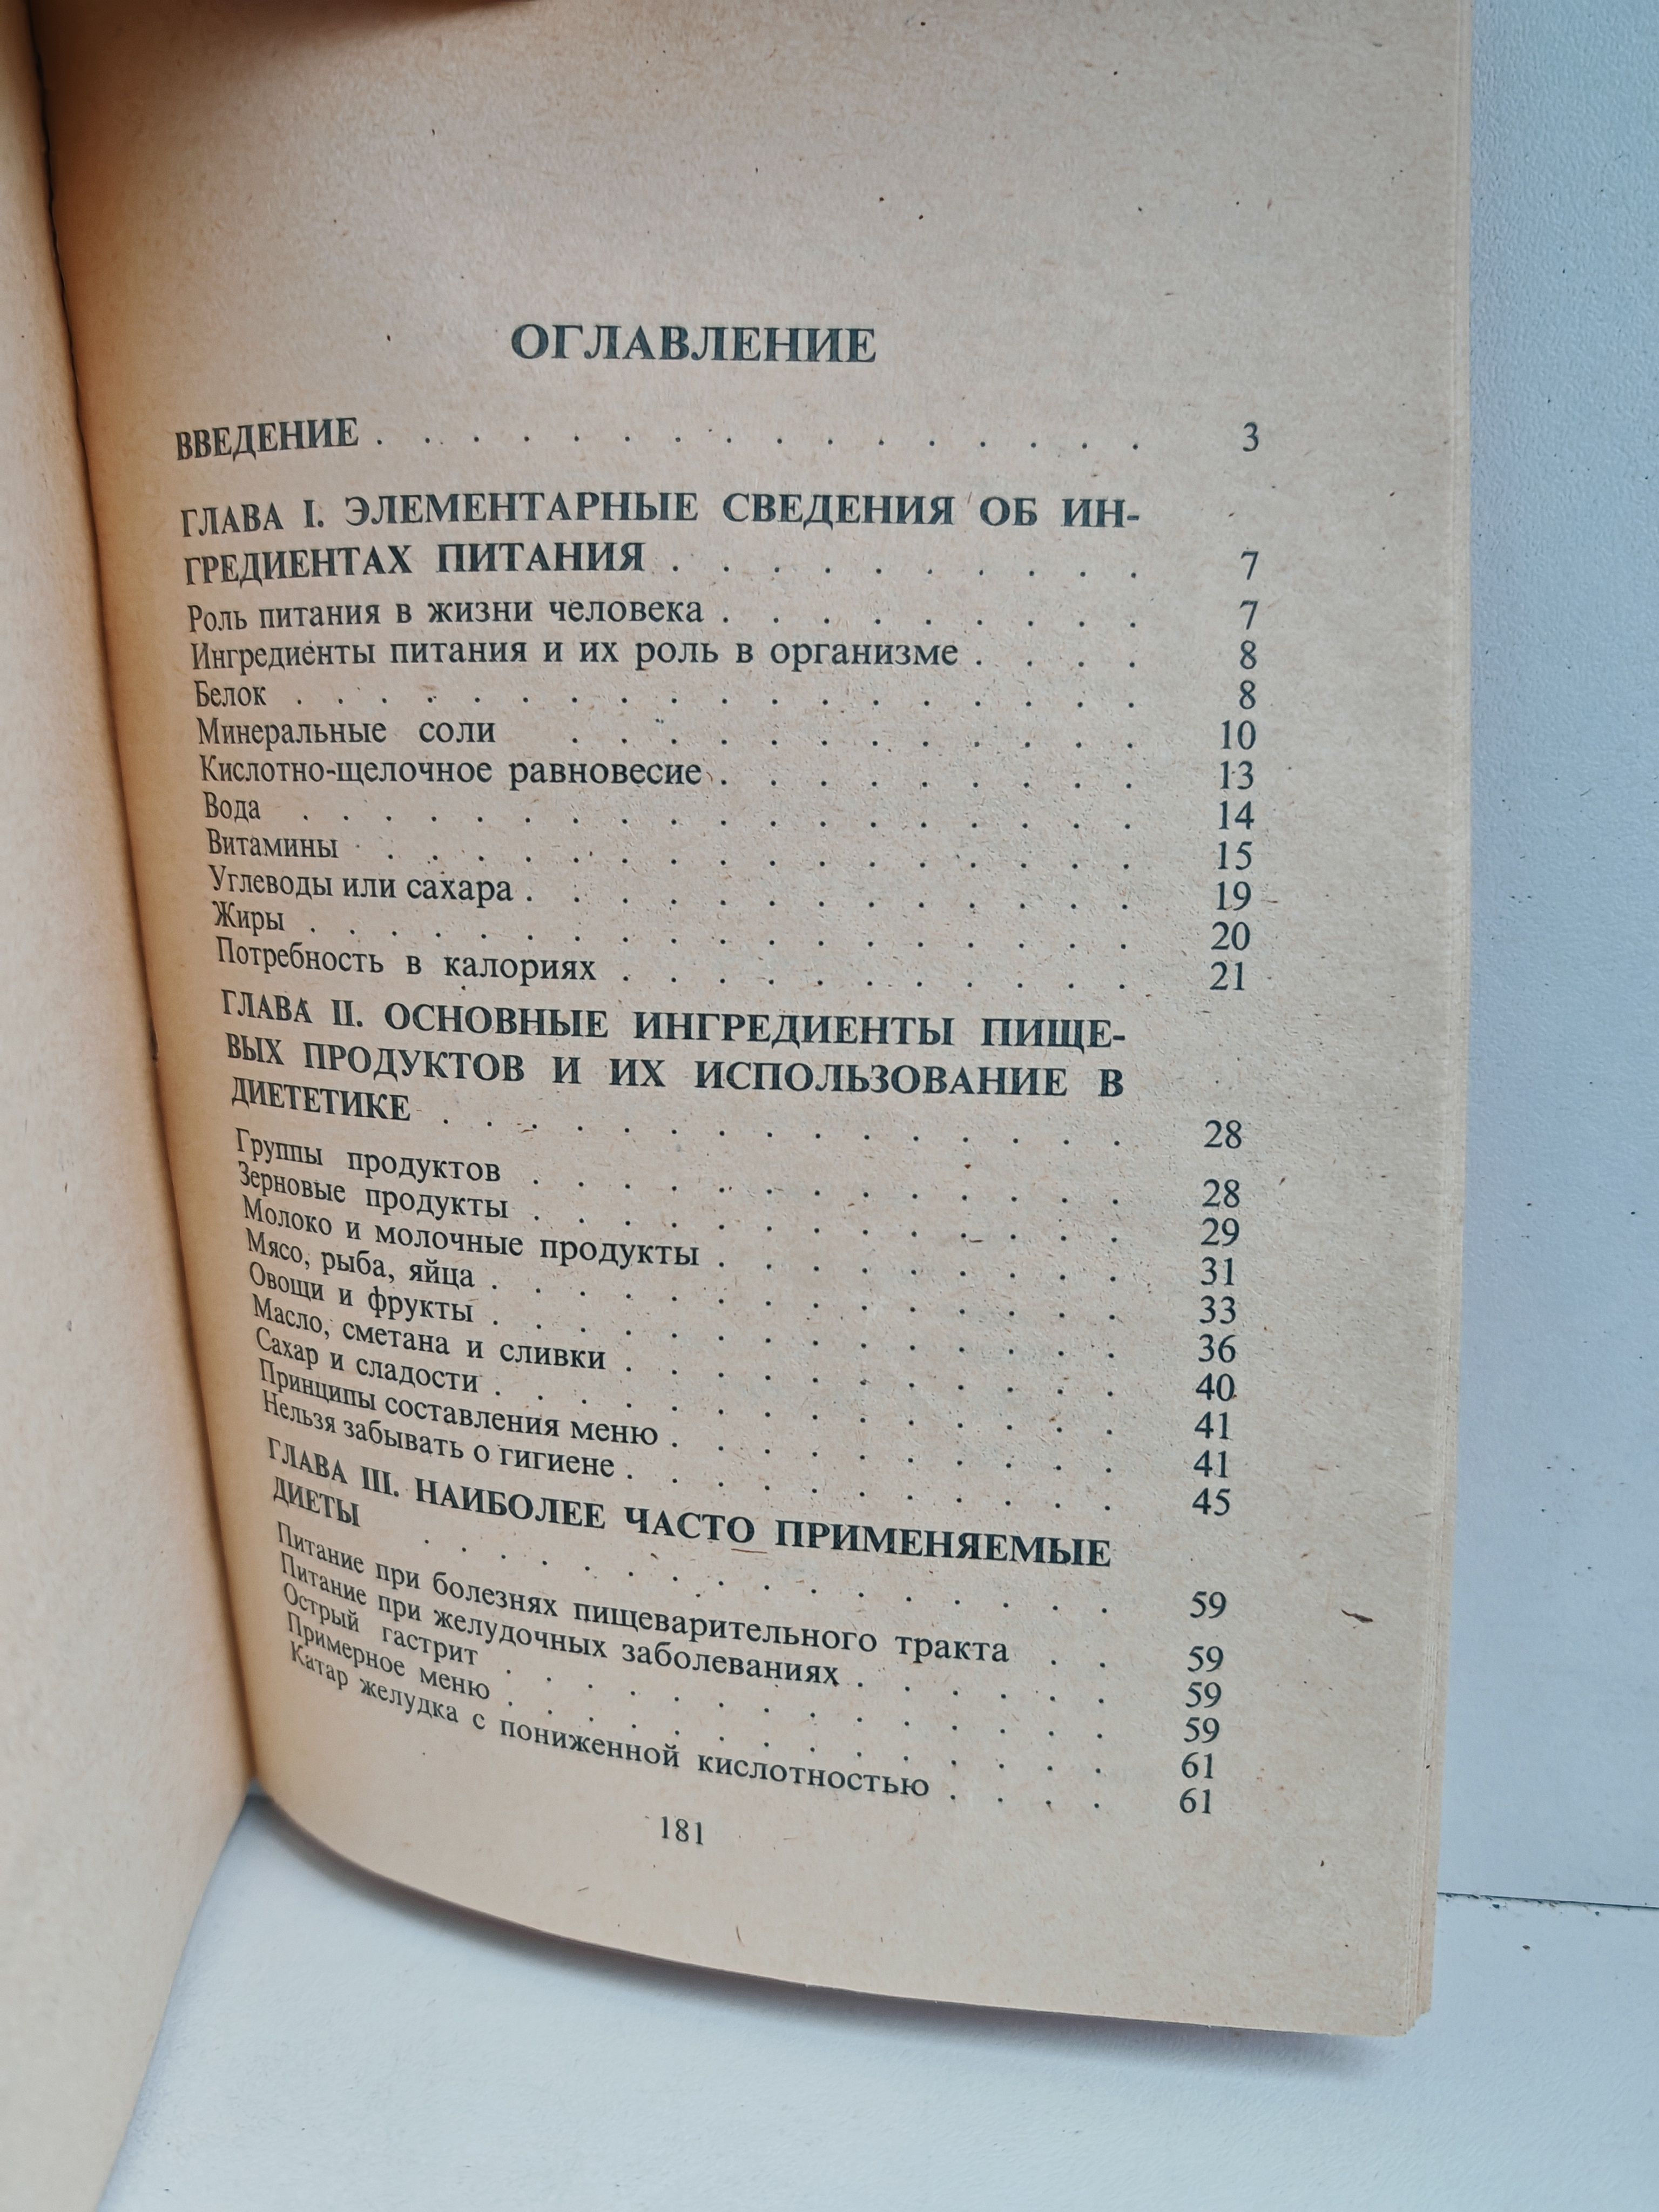 ОГЛАВЛЕНИЕ
ВВЕДЕНИЕ . . . . . . . . . . . . . . . . 3
ГЛАВА I. ЭЛЕМЕНТАРНЫЕ СВЕДЕНИЯ ОБ ИН-
ГРЕДИЕНТАХ ПИТАНИЯ . . . . . . . . . . 7
Роль питания в жизни человека . . . . . . . . . 7
Ингредиенты питания и их роль в организме . . . . 8
Белок . . . . . . . . . . . . . . . . . . 8
Минеральные соли . . . . . . . . . . . . 10
Кислотно-щелочное равновесие . . . . . . . . . 13
Вода . . . . . . . . . . . . . . . . . . 14
Витамины . . . . . . . . . . . . . . . . 15
Углеводы или сахара . . . . . . . . . . . . . 19
Жиры . . . . . . . . . . . . . . . . . . 20
Потребность в калориях . . . . . . . . . . . 21
ГЛАВА II. ОСНОВНЫЕ ИНГРЕДИЕНТЫ ПИЩЕ-
ВЫХ ПРОДУКТОВ И ИХ ИСПОЛЬЗОВАНИЕ В
ДИЕТЕТИКЕ . . . . . . . . . . . . . . . 28
Группы продуктов . . . . . . . . . . . . . 28
Зерновые продукты . . . . . . . . . . . . . 29
Молоко и молочные продукты . . . . . . . . . 31
Мясо, рыба, яйца . . . . . . . . . . . . . . 33
Овощи и фрукты . . . . . . . . . . . . . . 36
Масло, сметана и сливки . . . . . . . . . . . 40
Сахар и сладости . . . . . . . . . . . . . . 41
Принципы составления меню . . . . . . . . . . 41
Нельзя забывать о гигиене . . . . . . . . . . . 45
ГЛАВА III. НАИБОЛЕЕ ЧАСТО ПРИМЕНЯЕМЫЕ
ДИЕТЫ . . . . . . . . . . . . . 59
Питание при болезнях пищеварительного тракта . . 59
Питание при желудочных заболеваниях . . . . . . 59
Острый гастрит . . . . . . . . . . . . . . 59
Примерное меню . . . . . . . . . . . . . . 61
Катар желудка с пониженной кислотностью . . . . 61
181